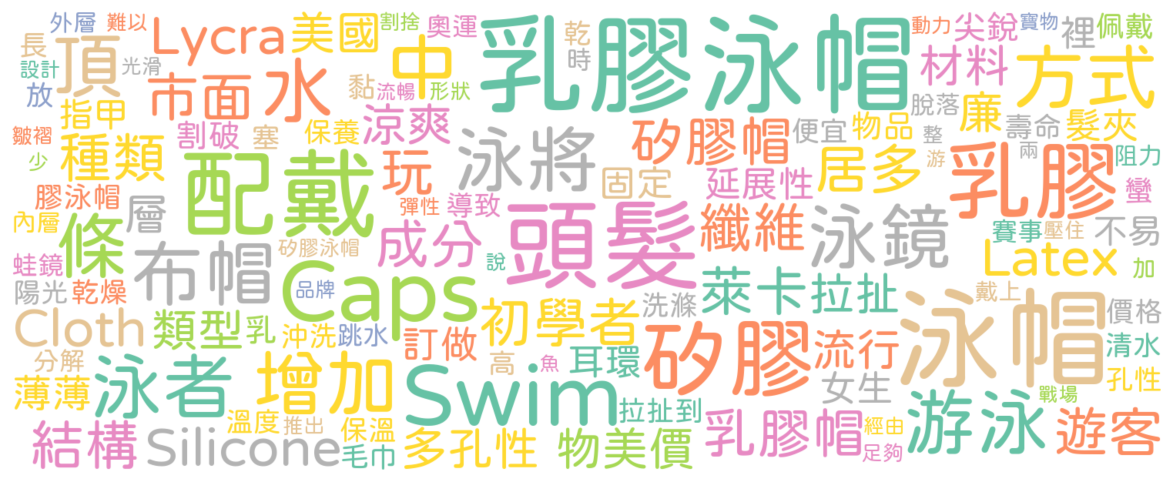 外層 難以 Lycra 美國 割捨 奧運 乳膠泳帽 動力 尖銳 寶物 裡 佩戴
長 頂 設計 光滑 市面 水 黏 流暢 中 形狀 乾 時 材料 方式
放 指甲 割破 塞 保養 涼爽 泳將 矽膠帽 便宜 物品 脫落 整 廉 壽命 髮夾
皺褶 少 種類 配戴 玩 固定 延展性 居多 游 乳膠 兩 阻力
膠泳帽 層 彈性 導致 頭髮 纖維 泳鏡 賽事 壓住 不易 蠻
內層 條 布帽 矽膠泳帽 成分 說 萊卡 拉扯 Latex 加
蛙鏡 陽光 乾燥 品牌 Caps 初學者 洗滌 戴上 泳帽 價格
Cloth 類型 乳 沖洗 跳水 訂做 高 魚 耳環 矽膠 流行 清水
分解 泳者 增加 Swim 女生 孔性
薄薄 溫度 推出 拉扯到 戰場
結構 Silicone 保溫 毛巾 多孔性 物美價 乳膠帽 經由 足夠 游泳 遊客